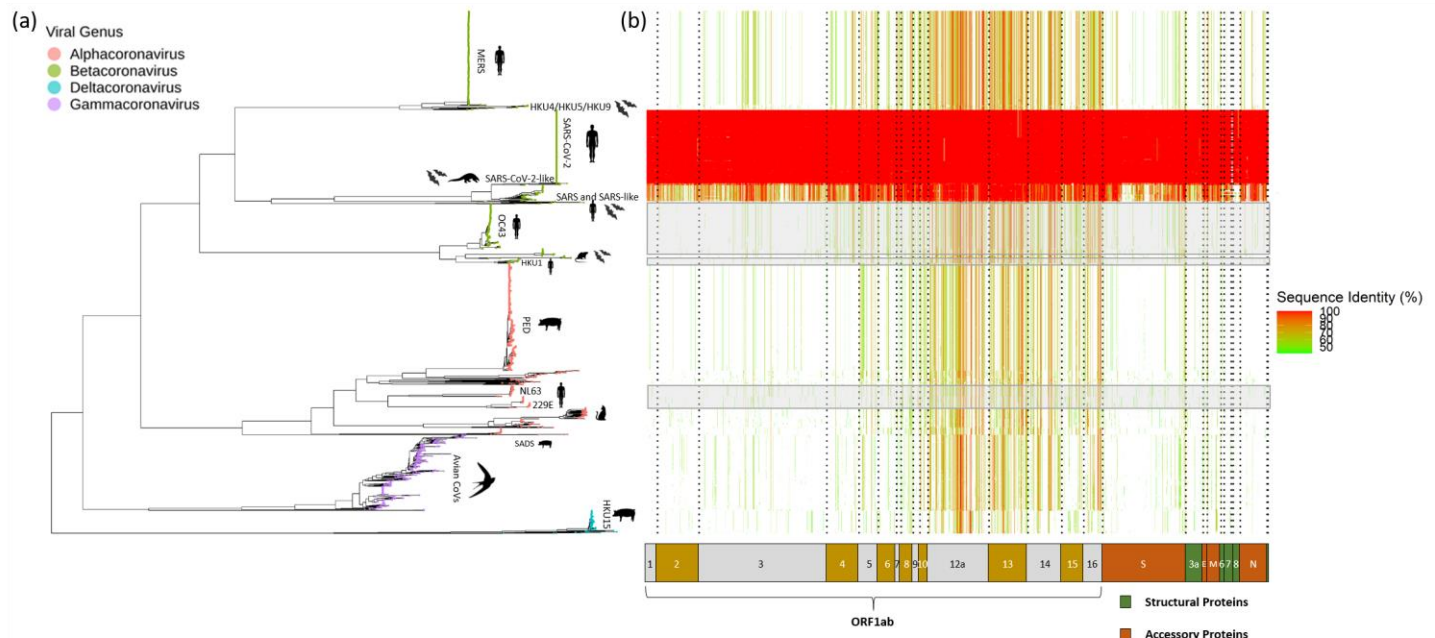 (a)
Viral Genus
Alphacoronavirus
Betacoronavirus
Deltacoronavirus
Gammacoronavirus
MERS
HKU4/HKU5/HKU9
SARS-CoV-2
SARS-CoV-2-like
SARS and SARS-like
OC43
HKU1
PED
NL63
229E
SADS
Avian CoVs
HKU15
(b)
Sequence Identity (%)
100
90
80
70
60
50
1 2 3 4 5 6 7 8 9 10 12a 13 14 15 16 S 3a E M 6 7 8 N
ORF1ab
Structural Proteins
Accessory Proteins